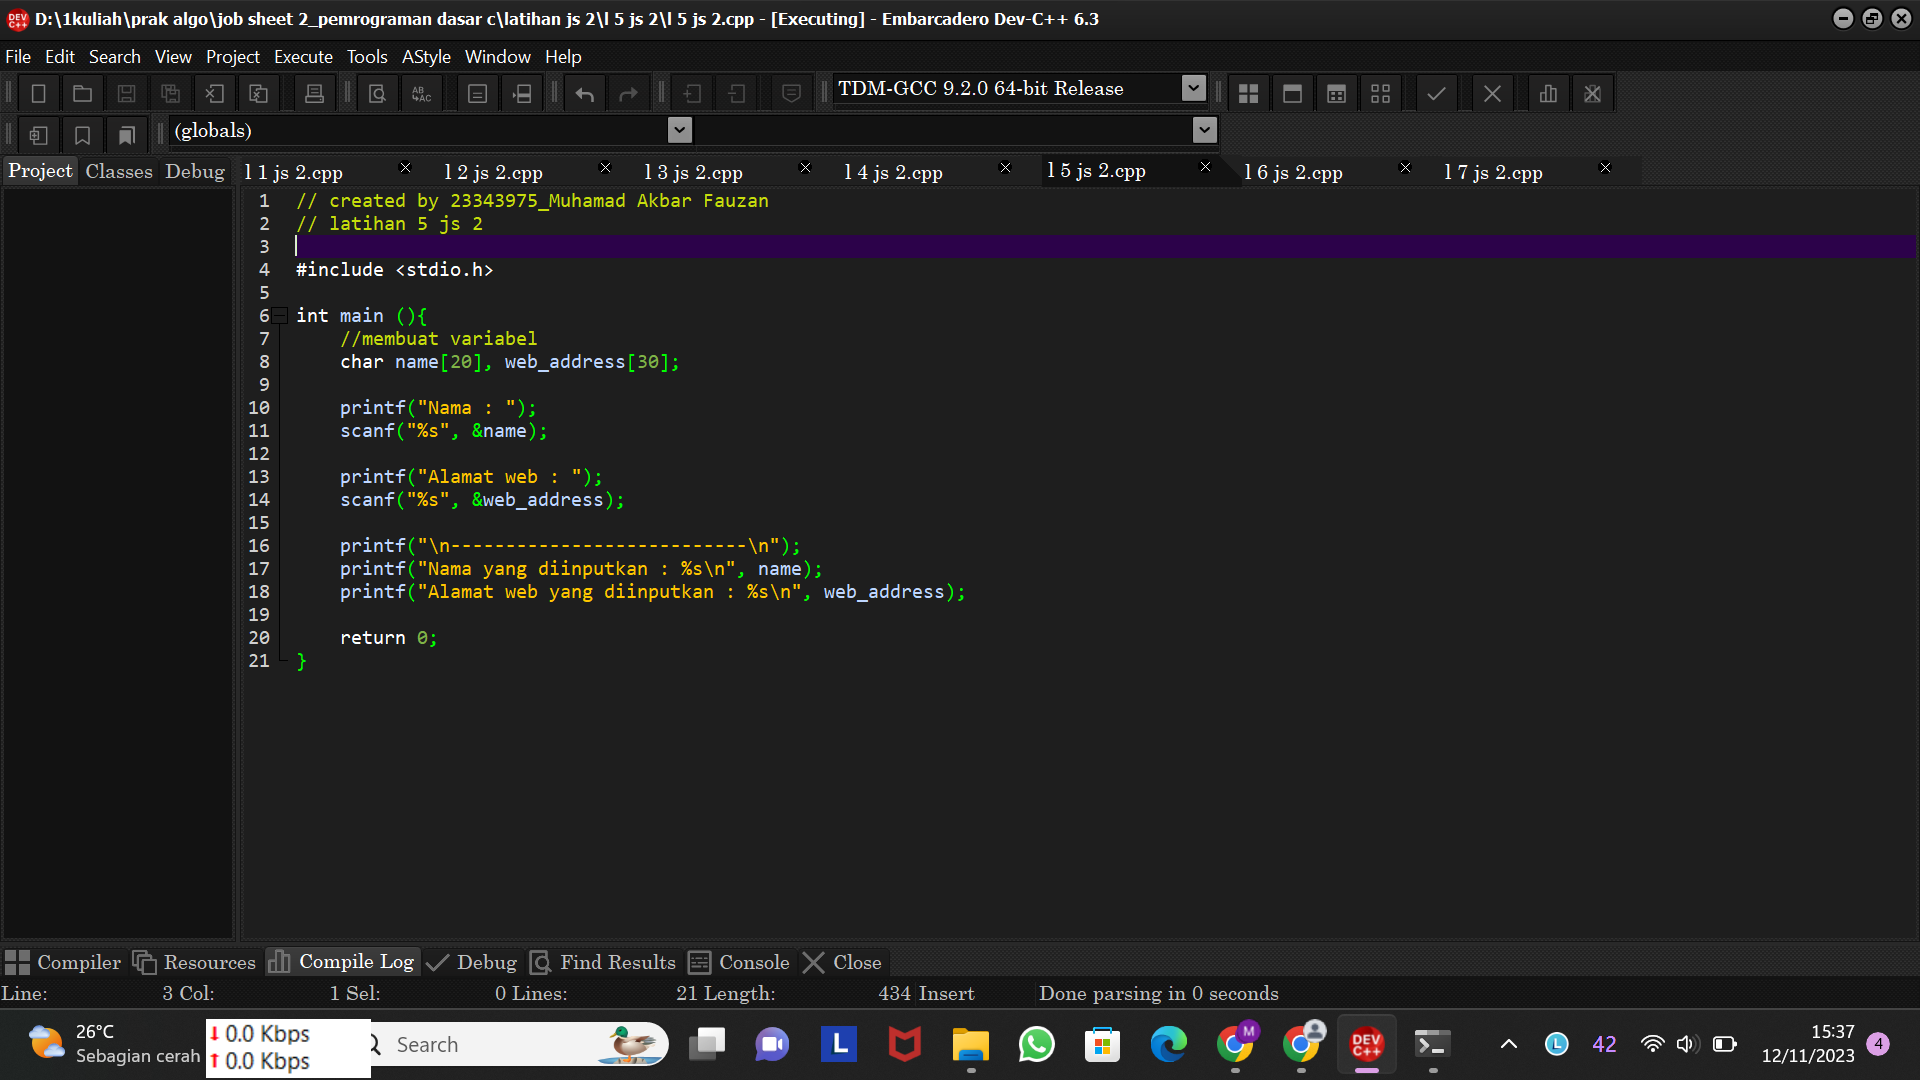 D:\1kuliah\prak algo\job sheet 2_pemrograman dasar c\latihan js 2\l 5 js 2\l 5 js 2.cpp - [Executing] - Embarcadero Dev-C++ 6.3
File Edit Search View Project Execute Tools AStyle Window Help
TDM-GCC 9.2.0 64-bit Release
(globals)
Project Classes Debug
l 1 js 2.cpp l 2 js 2.cpp l 3 js 2.cpp l 4 js 2.cpp l 5 js 2.cpp l 6 js 2.cpp l 7 js 2.cpp
1 // created by 23343975_Muhamad Akbar Fauzan
2 // latihan 5 js 2
3
4 #include <stdio.h>
5
6 int main (){
7 //membuat variabel
8 char name[20], web_address[30];
9
10 printf("Nama : ");
11 scanf("%s", &name);
12
13 printf("Alamat web : ");
14 scanf("%s", &web_address);
15
16 printf("\n---------------------------\n");
17 printf("Nama yang diinputkan : %s\n", name);
18 printf("Alamat web yang diinputkan : %s\n", web_address);
19
20 return 0;
21 }
Compiler Resources Compile Log Debug Find Results Console Close
Line: 3 Col: 1 Sel: 0 Lines: 21 Length: 434 Insert Done parsing in 0 seconds
26°C
Sebagian cerah
0.0 Kbps
0.0 Kbps
Search
L
M
DEV
C++
L
42
15:37
12/11/2023
4